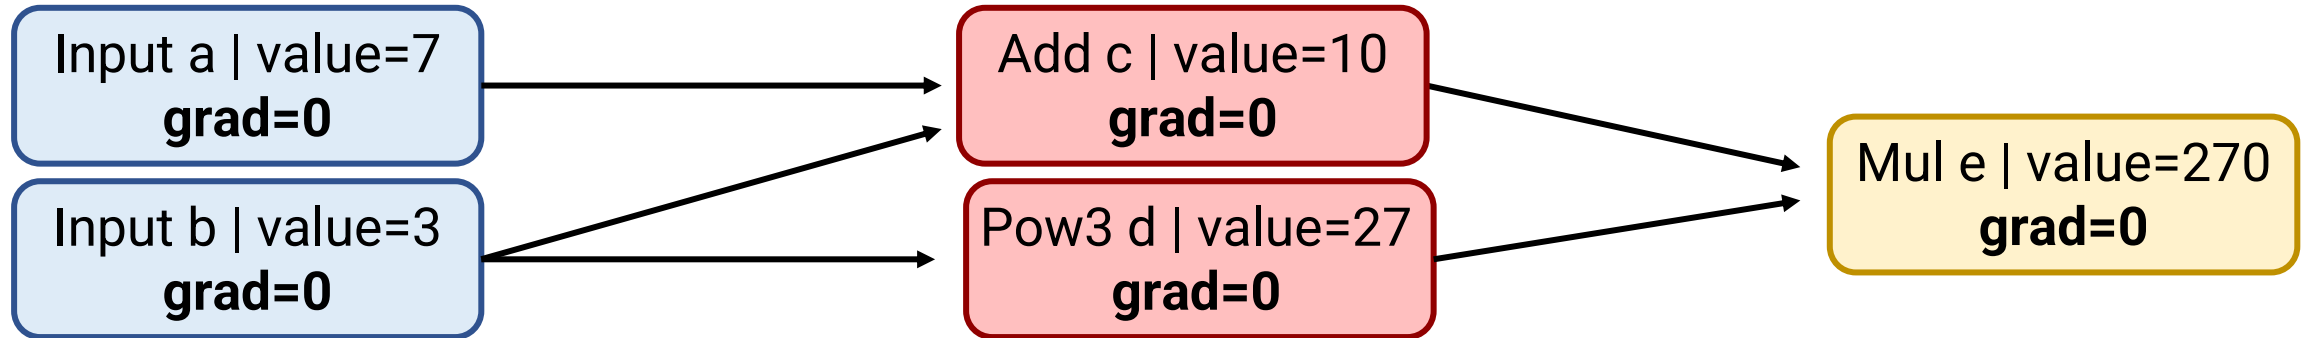 Input a | value=7
grad=0
Input b | value=3
grad=0
Add c | value=10
grad=0
Pow3 d | value=27
grad=0
Mul e | value=270
grad=0